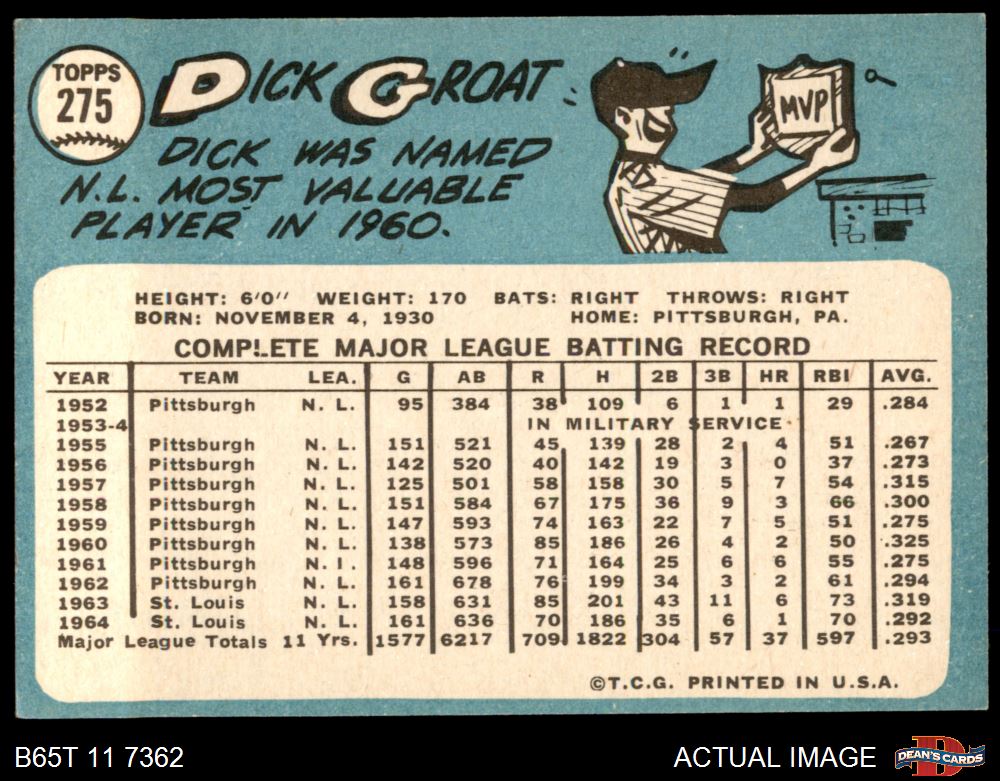 TOPPS
275
DICK GROAT
DICK WAS NAMED
N.L. MOST VALUABLE
PLAYER IN 1960.
MVP
HEIGHT: 6'0" WEIGHT: 170 BATS: RIGHT THROWS: RIGHT
BORN: NOVEMBER 4, 1930 HOME: PITTSBURGH, PA.
COMPLETE MAJOR LEAGUE BATTING RECORD
YEAR TEAM LEA. G AB R H 2B 3B HR RBI AVG.
1952 Pittsburgh N. L. 95 384 38 109 6 1 1 29 .284
1953-4 IN MILITARY SERVICE
1955 Pittsburgh N. L. 151 521 45 139 28 2 4 51 .267
1956 Pittsburgh N. L. 142 520 40 142 19 3 0 37 .273
1957 Pittsburgh N. L. 125 501 58 158 30 5 7 54 .315
1958 Pittsburgh N. L. 151 584 67 175 36 9 3 66 .300
1959 Pittsburgh N. L. 147 593 74 163 22 7 5 51 .275
1960 Pittsburgh N. L. 138 573 85 186 26 4 2 50 .325
1961 Pittsburgh N. L. 148 596 71 164 25 6 6 55 .275
1962 Pittsburgh N. L. 161 678 76 199 34 3 2 61 .294
1963 St. Louis N. L. 158 631 85 201 43 11 6 73 .319
1964 St. Louis N. L. 161 636 70 186 35 6 1 70 .292
Major League Totals 11 Yrs. 1577 6217 709 1822 304 57 37 597 .293
©T.C.G. PRINTED IN U.S.A.
B65T 11 7362 ACTUAL IMAGE
D
DEAN'S CARDS